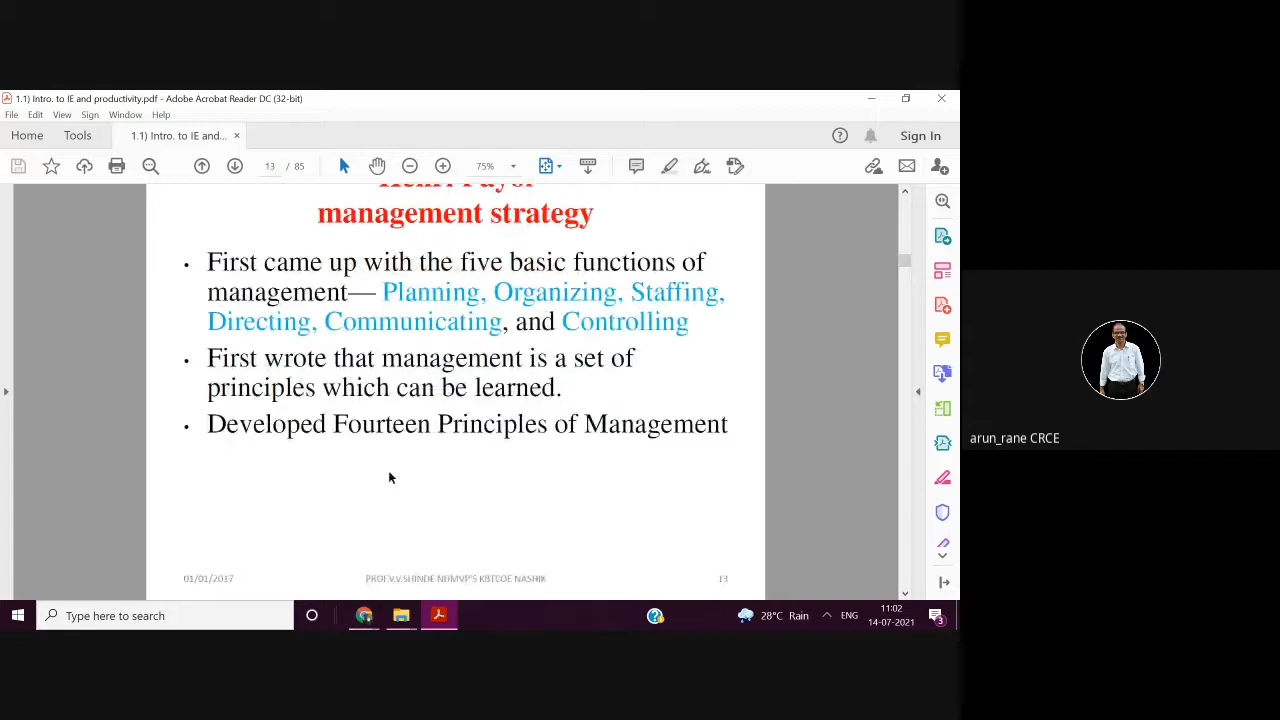 1.1) Intro. to IE and productivity.pdf - Adobe Acrobat Reader DC (32-bit)
File Edit View Sign Window Help
Home Tools 1.1) Intro. to IE and... × Sign In
13 / 85 75%
management strategy
• First came up with the five basic functions of
management— Planning, Organizing, Staffing,
Directing, Communicating, and Controlling
• First wrote that management is a set of
principles which can be learned.
• Developed Fourteen Principles of Management
01/01/2017 PROF.V.V.SHINDE NDMVP'S KBTCOE NASHIK 13
arun_rane CRCE
Type here to search 28°C Rain ENG 11:02
14-07-2021 3